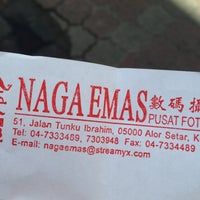 NAGA EMAS 數碼攝
PUSAT FOT
51, Jalan Tunku Ibrahim, 05000 Alor Setar, K
Tel: 04-7333489, 7303948 Fax: 04-7334489
E-mail: nagaemas@streamyx.com